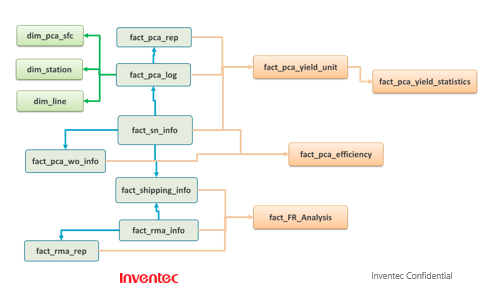 dim_pca_sfc
fact_pca_rep
dim_station
fact_pca_log
fact_pca_yield_unit
fact_pca_yield_statistics
dim_line
fact_sn_info
fact_pca_wo_info
fact_pca_efficiency
fact_shipping_info
fact_FR_Analysis
fact_rma_info
fact_rma_rep
Inventec
Inventec Confidential